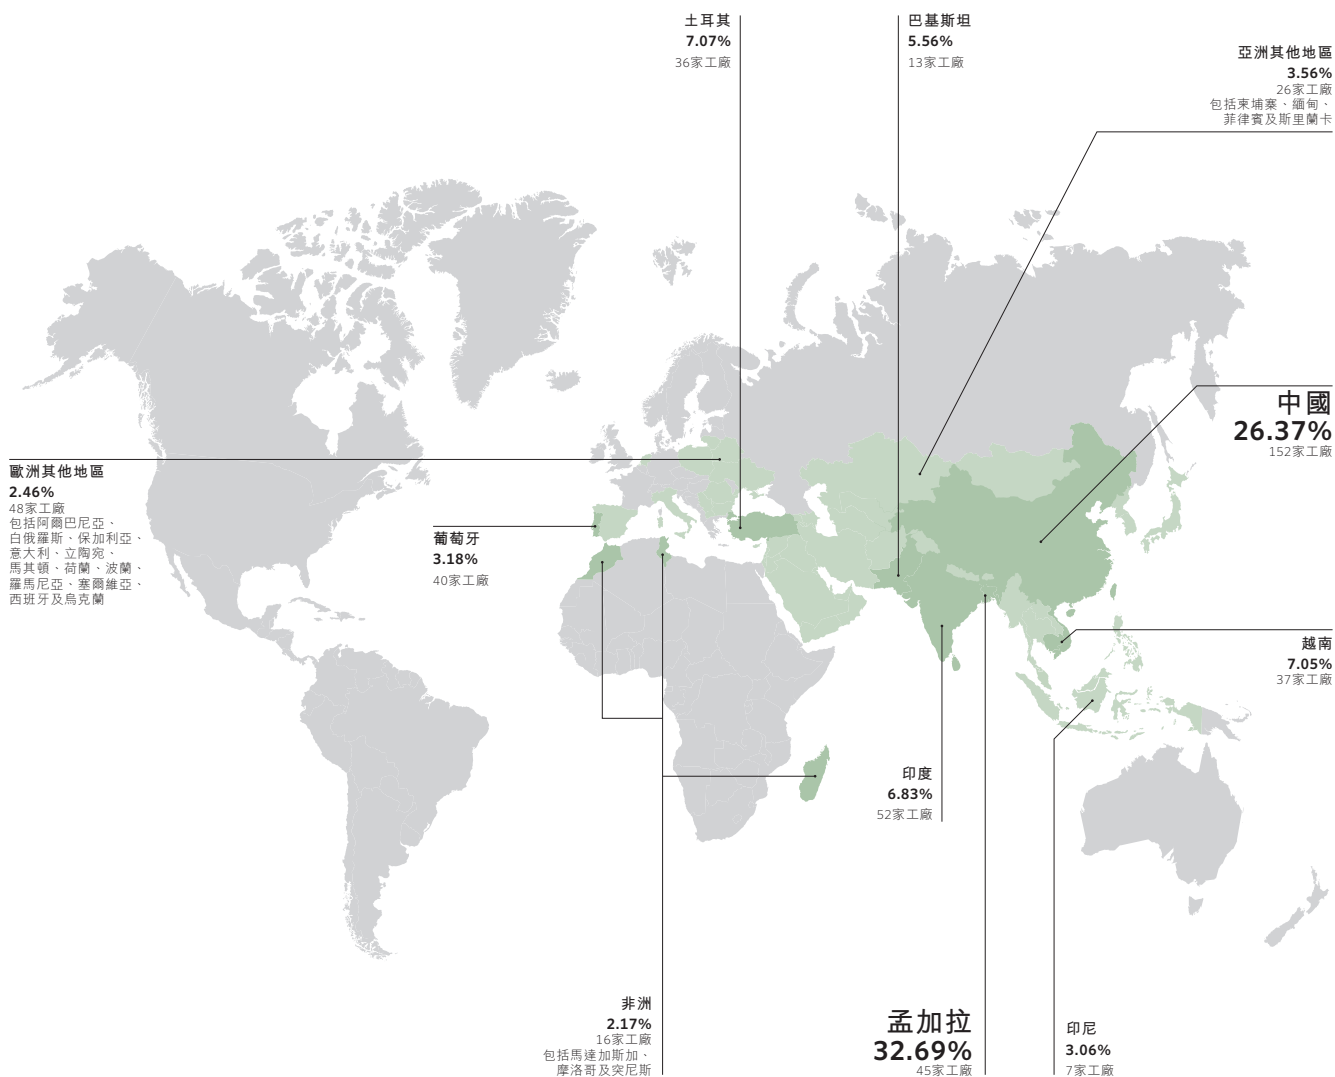 土耳其
7.07%
36家工廠
巴基斯坦
5.56%
13家工廠
亞洲其他地區
3.56%
26家工廠
包括柬埔寨、緬甸、
菲律賓及斯里蘭卡
中國
26.37%
152家工廠
歐洲其他地區
2.46%
48家工廠
包括阿爾巴尼亞、
白俄羅斯、保加利亞、
意大利、立陶宛、
馬其頓、荷蘭、波蘭、
羅馬尼亞、塞爾維亞、
西班牙及烏克蘭
葡萄牙
3.18%
40家工廠
越南
7.05%
37家工廠
印度
6.83%
52家工廠
非洲
2.17%
16家工廠
包括馬達加斯加、
摩洛哥及突尼斯
孟加拉
32.69%
45家工廠
印尼
3.06%
7家工廠